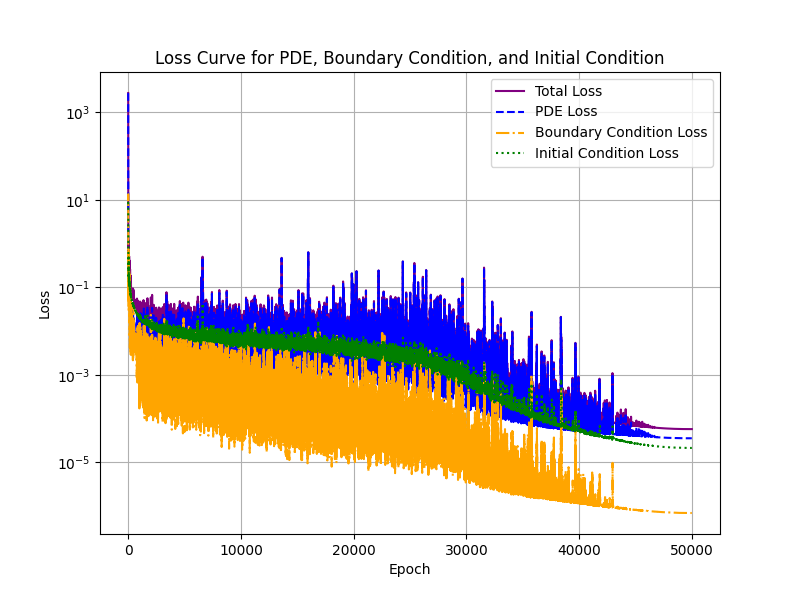 Loss Curve for PDE, Boundary Condition, and Initial Condition
Total Loss
PDE Loss
Boundary Condition Loss
Initial Condition Loss
10³
10¹
10⁻¹
10⁻³
10⁻⁵
Loss
0 10000 20000 30000 40000 50000
Epoch